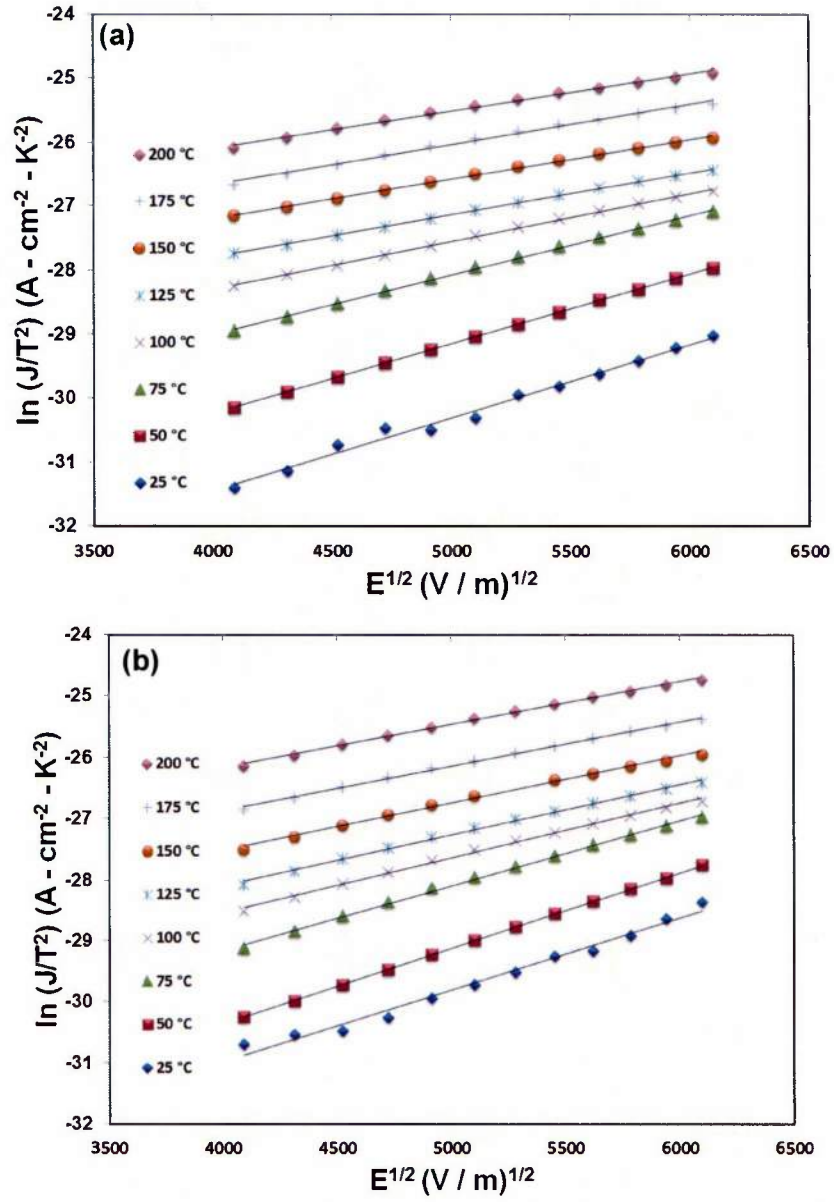 (a)
-24
-25
-26
-27
-28
-29
-30
-31
-32
ln (J/T²) (A - cm⁻² - K⁻²)
200 °C
175 °C
150 °C
125 °C
100 °C
75 °C
50 °C
25 °C
3500 4000 4500 5000 5500 6000 6500
E¹/² (V / m)¹/²
(b)
-24
-25
-26
-27
-28
-29
-30
-31
-32
ln (J/T²) (A - cm⁻² - K⁻²)
200 °C
175 °C
150 °C
125 °C
100 °C
75 °C
50 °C
25 °C
3500 4000 4500 5000 5500 6000 6500
E¹/² (V / m)¹/²